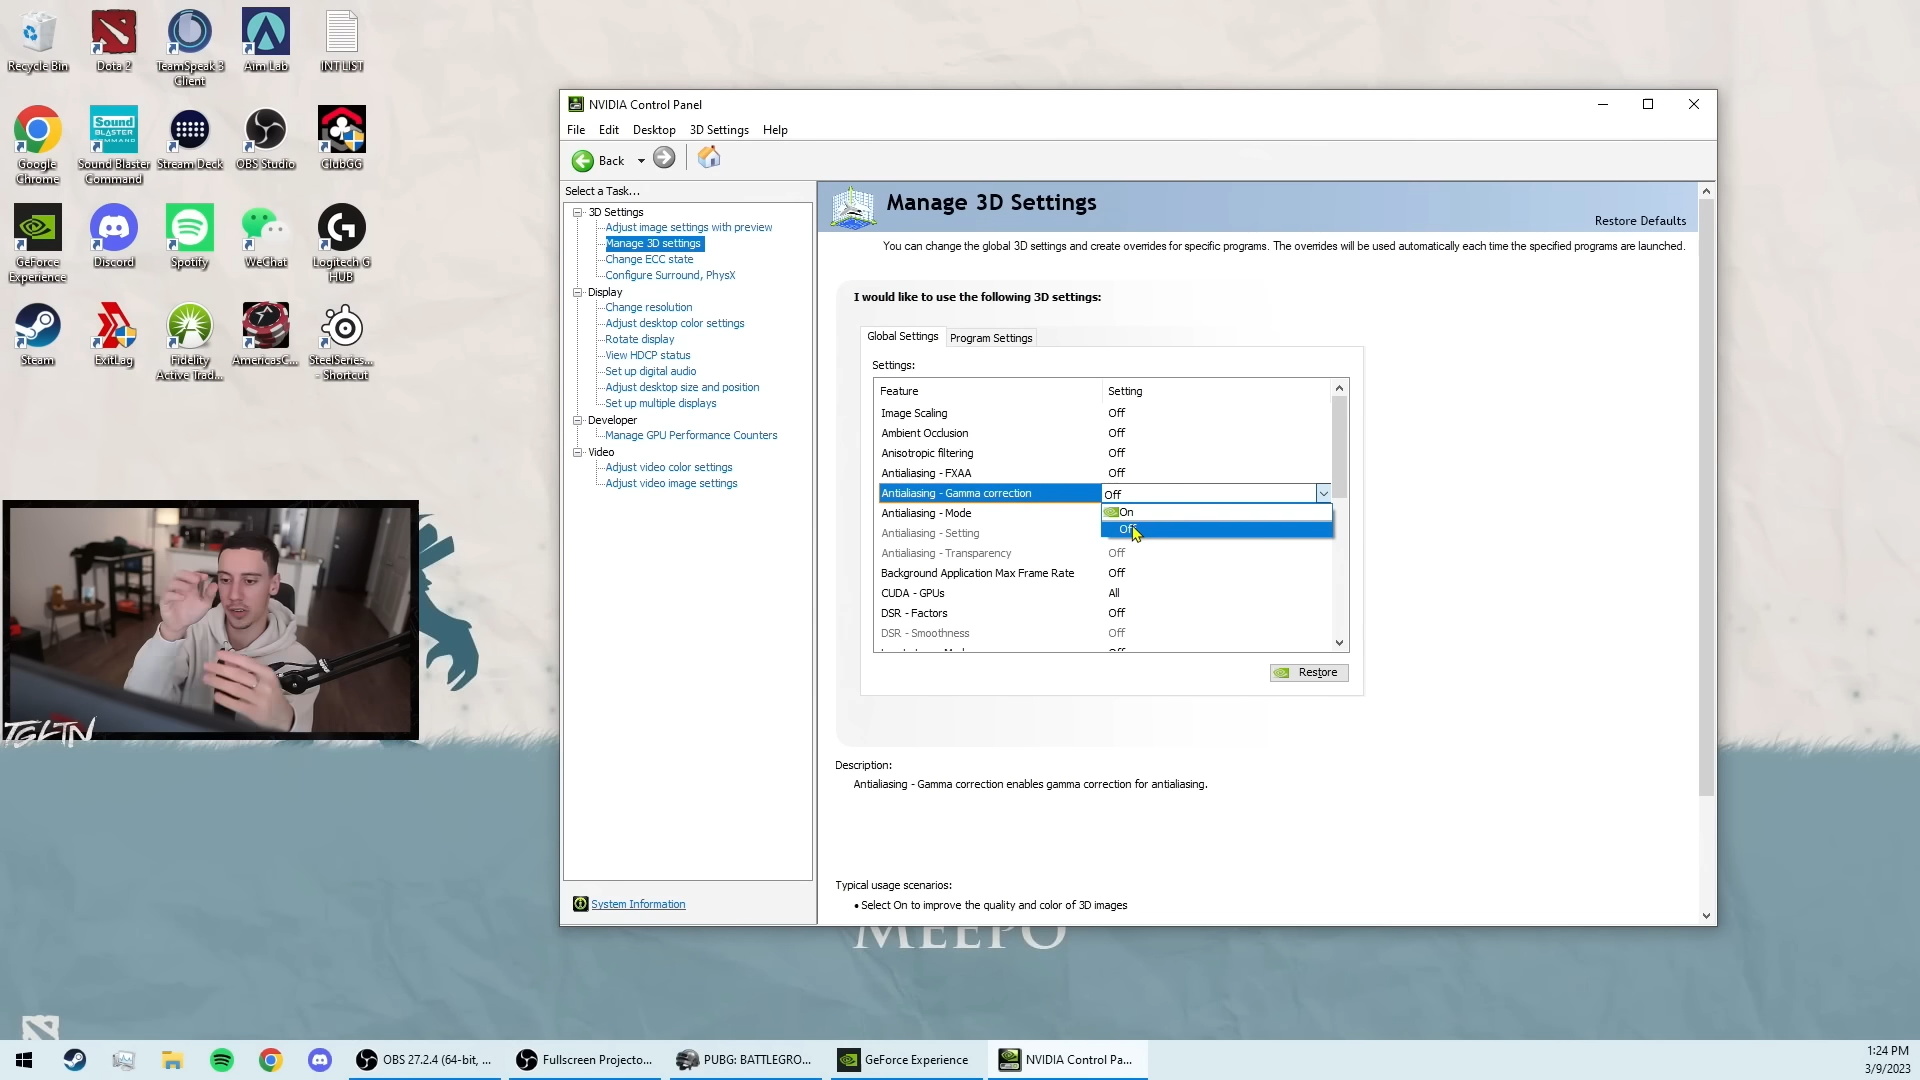 Recycle Bin
Dota 2
TeamSpeak 3
Client
Aim Lab
INT LIST
Google
Chrome
Sound
BLASTER
COMMAND
Sound Blaster
Command
Stream Deck
OBS Studio
ClubGG
GeForce
Experience
Discord
Spotify
WeChat
Logitech G
HUB
Steam
ExitLag
Fidelity
Active Trad...
AmericasC...
SteelSeries...
- Shortcut
TGLTN
NVIDIA Control Panel
File Edit Desktop 3D Settings Help
Back
Select a Task...
3D Settings
Adjust image settings with preview
Manage 3D settings
Change ECC state
Configure Surround, PhysX
Display
Change resolution
Adjust desktop color settings
Rotate display
View HDCP status
Set up digital audio
Adjust desktop size and position
Set up multiple displays
Developer
Manage GPU Performance Counters
Video
Adjust video color settings
Adjust video image settings
System Information
Manage 3D Settings
Restore Defaults
You can change the global 3D settings and create overrides for specific programs. The overrides will be used automatically each time the specified programs are launched.
I would like to use the following 3D settings:
Global Settings Program Settings
Settings:
Feature Setting
Image Scaling Off
Ambient Occlusion Off
Anisotropic filtering Off
Antialiasing - FXAA Off
Antialiasing - Gamma correction Off
On
Antialiasing - Mode
Off
Antialiasing - Setting
Antialiasing - Transparency Off
Background Application Max Frame Rate Off
CUDA - GPUs All
DSR - Factors Off
DSR - Smoothness Off
Restore
Description:
Antialiasing - Gamma correction enables gamma correction for antialiasing.
Typical usage scenarios:
• Select On to improve the quality and color of 3D images
MEEPO
OBS 27.2.4 (64-bit, ...
Fullscreen Projecto...
PUBG: BATTLEGRO...
GeForce Experience
NVIDIA Control Pa...
1:24 PM
3/9/2023